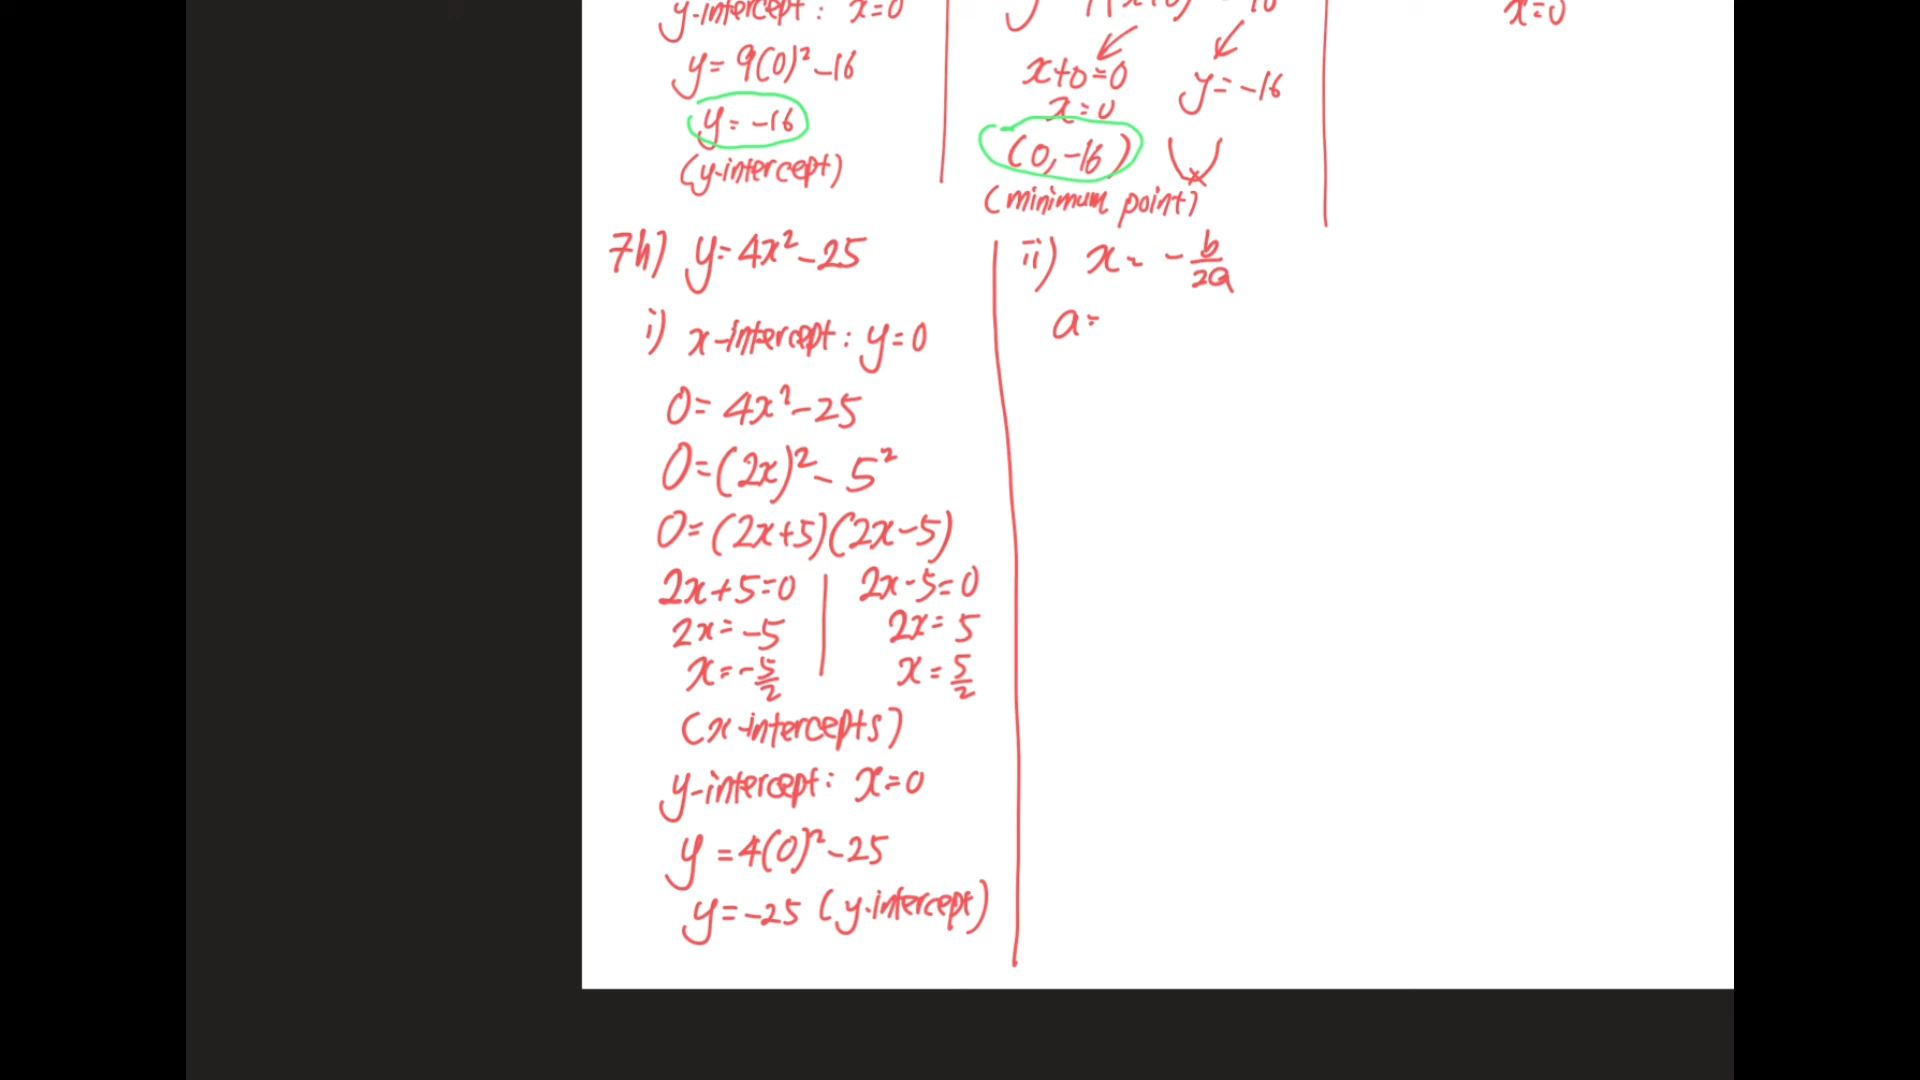 y-intercept: x=0
y=9(0)²-16
y=-16
(y-intercept)
x+0=0
x=0
y=-16
(0,-16)
(minimum point)
x=0
7h) y=4x²-25
i) x-intercept: y=0
0=4x²-25
0=(2x)²-5²
0=(2x+5)(2x-5)
2x+5=0
2x=-5
x=-5/2
2x-5=0
2x=5
x=5/2
(x-intercepts)
y-intercept: x=0
y=4(0)²-25
y=-25 (y-intercept)
ii) x=-b/2a
a=